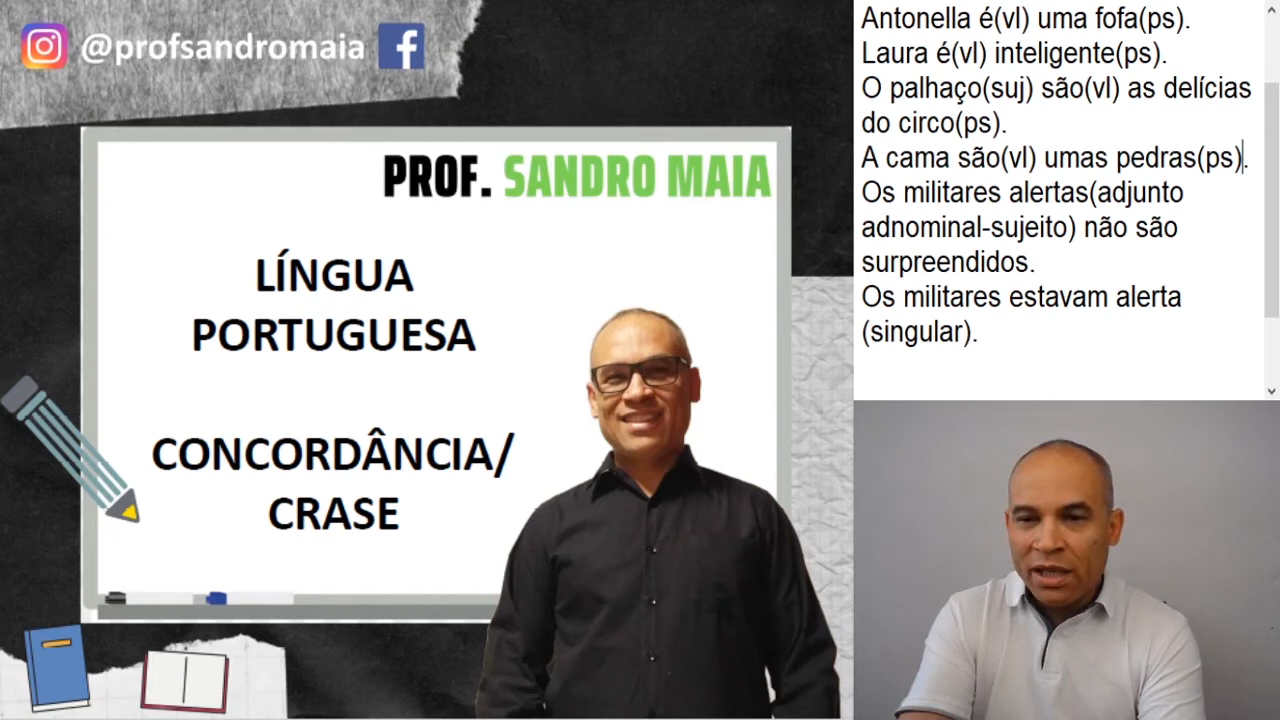 @profsandromaia
PROF. SANDRO MAIA
LÍNGUA
PORTUGUESA
CONCORDÂNCIA/
CRASE
Antonella é(vl) uma fofa(ps).
Laura é(vl) inteligente(ps).
O palhaço(suj) são(vl) as delícias
do circo(ps).
A cama são(vl) umas pedras(ps).
Os militares alertas(adjunto
adnominal-sujeito) não são
surpreendidos.
Os militares estavam alerta
(singular).